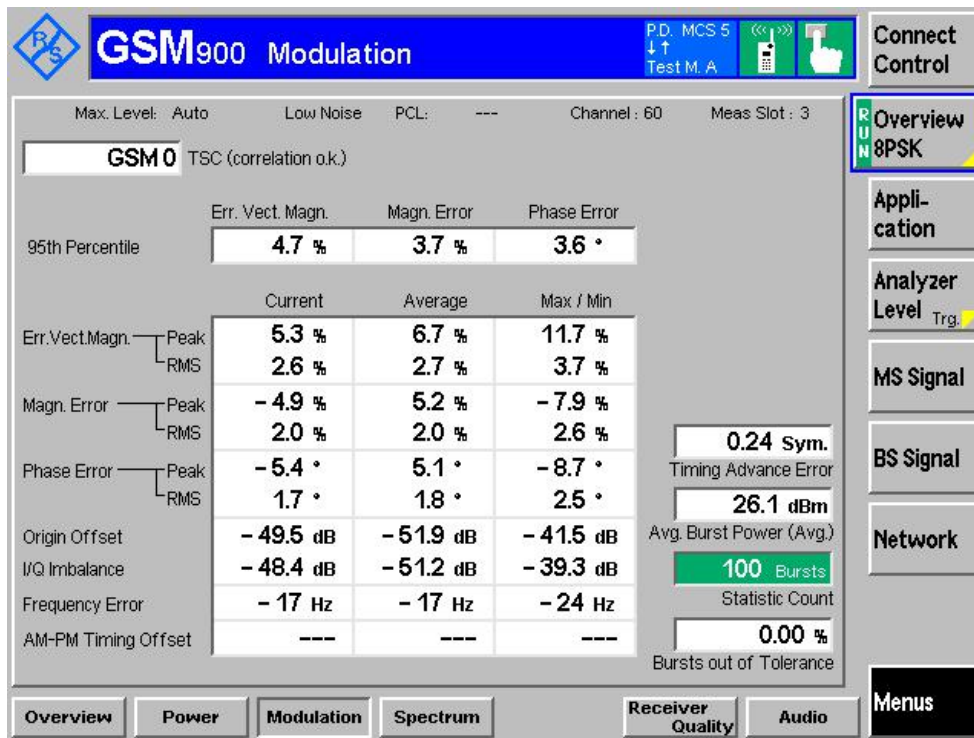 R&S
GSM900 Modulation
P.D. MCS 5
↓↑
Test M. A
Connect Control
Max. Level: Auto Low Noise PCL: --- Channel : 60 Meas Slot : 3
RUN
Overview 8PSK
GSM 0 TSC (correlation o.k.)
Appli-
cation
Err. Vect. Magn. Magn. Error Phase Error
95th Percentile 4.7 % 3.7 % 3.6 °
Analyzer Level Trg.
Current Average Max / Min
Err.Vect.Magn. Peak 5.3 % 6.7 % 11.7 %
RMS 2.6 % 2.7 % 3.7 %
MS Signal
Magn. Error Peak – 4.9 % 5.2 % – 7.9 %
RMS 2.0 % 2.0 % 2.6 %
0.24 Sym.
Timing Advance Error
BS Signal
Phase Error Peak – 5.4 ° 5.1 ° – 8.7 °
RMS 1.7 ° 1.8 ° 2.5 °
26.1 dBm
Avg. Burst Power (Avg.)
Origin Offset – 49.5 dB – 51.9 dB – 41.5 dB
Network
I/Q Imbalance – 48.4 dB – 51.2 dB – 39.3 dB
100 Bursts
Statistic Count
Frequency Error – 17 Hz – 17 Hz – 24 Hz
AM-PM Timing Offset --- --- ---
0.00 %
Bursts out of Tolerance
Overview Power Modulation Spectrum Receiver Quality Audio
Menus